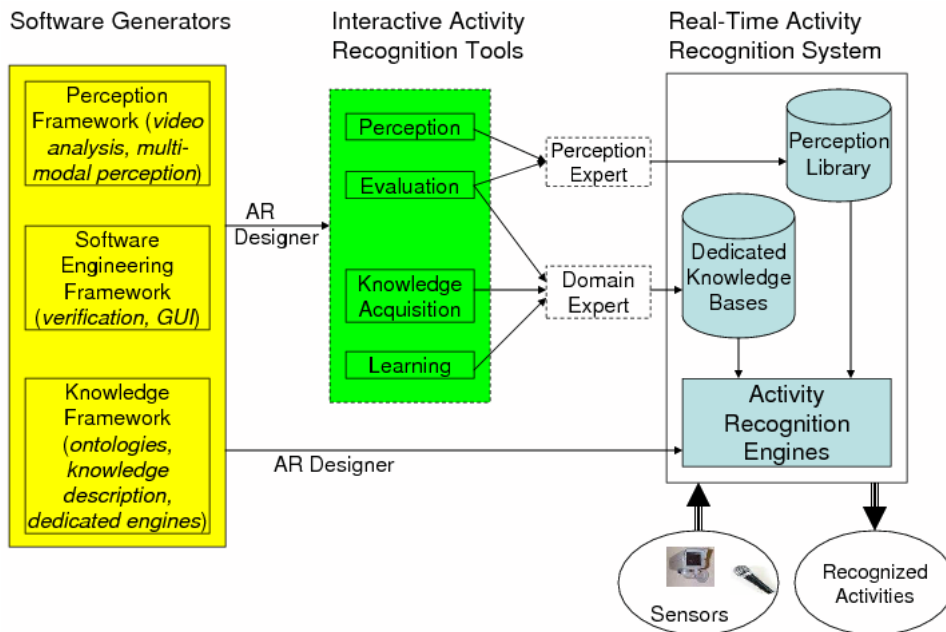 Software Generators
Interactive Activity
Recognition Tools
Real-Time Activity
Recognition System
Perception
Framework (video
analysis, multi-
modal perception)
Software
Engineering
Framework
(verification, GUI)
Knowledge
Framework
(ontologies,
knowledge
description,
dedicated engines)
AR
Designer
AR Designer
Perception
Evaluation
Knowledge
Acquisition
Learning
Perception
Expert
Domain
Expert
Perception
Library
Dedicated
Knowledge
Bases
Activity
Recognition
Engines
Sensors
Recognized
Activities